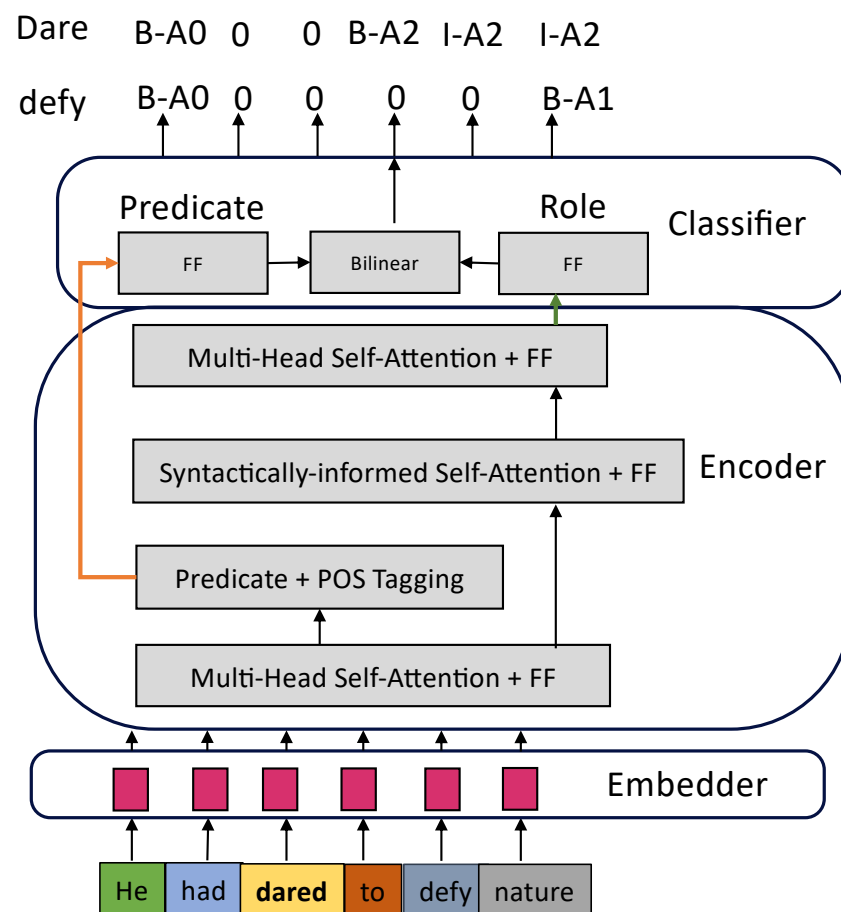 Dare B-A0 0 0 B-A2 I-A2 I-A2
defy B-A0 0 0 0 0 B-A1
Predicate Role Classifier
FF Bilinear FF
Multi-Head Self-Attention + FF
Syntactically-informed Self-Attention + FF Encoder
Predicate + POS Tagging
Multi-Head Self-Attention + FF
Embedder
He had dared to defy nature